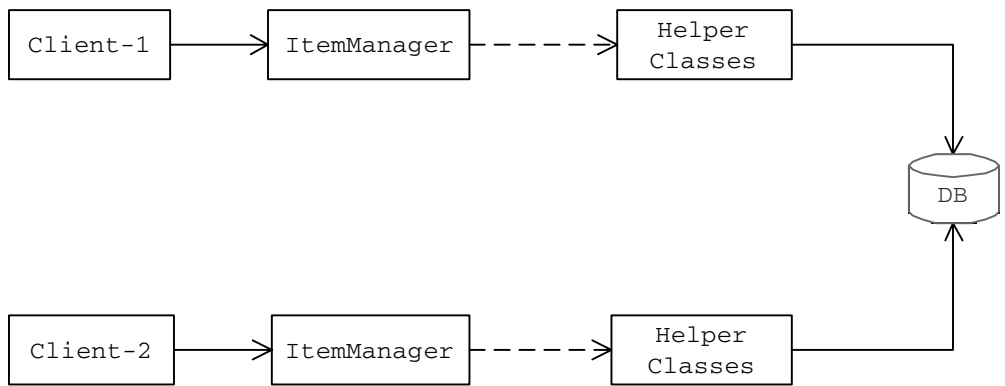 Client-1
ItemManager
Helper
Classes
DB
Client-2
ItemManager
Helper
Classes